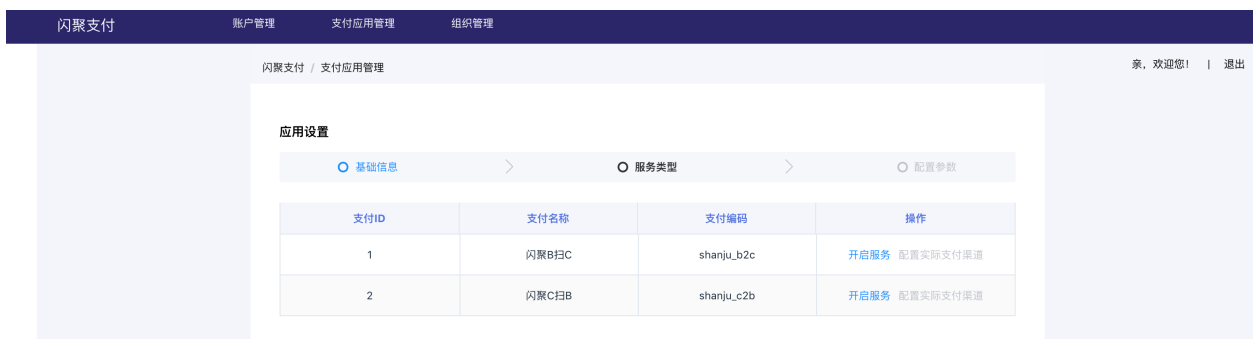 闪聚支付 账户管理 支付应用管理 组织管理
闪聚支付 / 支付应用管理 亲，欢迎您！ | 退出
应用设置
基础信息 服务类型 配置参数
支付ID 支付名称 支付编码 操作
1 闪聚B扫C shanju_b2c 开启服务 配置实际支付渠道
2 闪聚C扫B shanju_c2b 开启服务 配置实际支付渠道